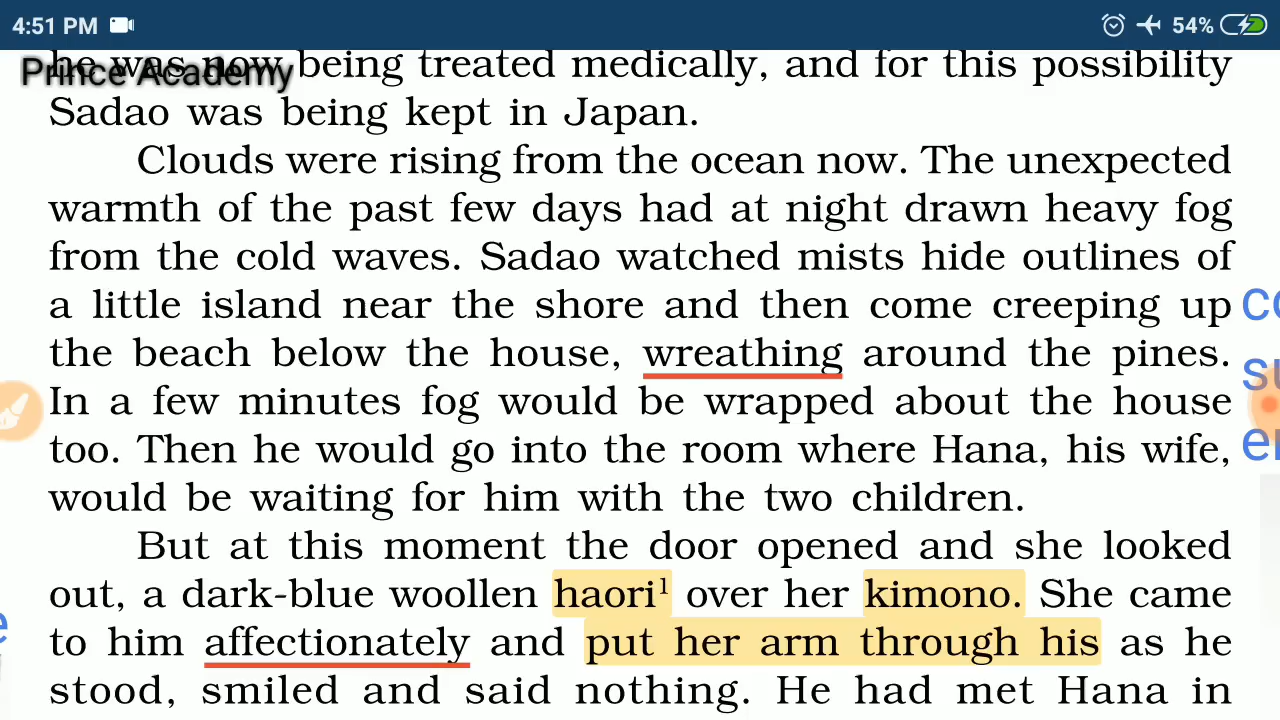 4:51 PM
54%
Prince Academy
he was now being treated medically, and for this possibility
Sadao was being kept in Japan.
Clouds were rising from the ocean now. The unexpected
warmth of the past few days had at night drawn heavy fog
from the cold waves. Sadao watched mists hide outlines of
a little island near the shore and then come creeping up
the beach below the house, wreathing around the pines.
In a few minutes fog would be wrapped about the house
too. Then he would go into the room where Hana, his wife,
would be waiting for him with the two children.
But at this moment the door opened and she looked
out, a dark-blue woollen haori¹ over her kimono. She came
to him affectionately and put her arm through his as he
stood, smiled and said nothing. He had met Hana in